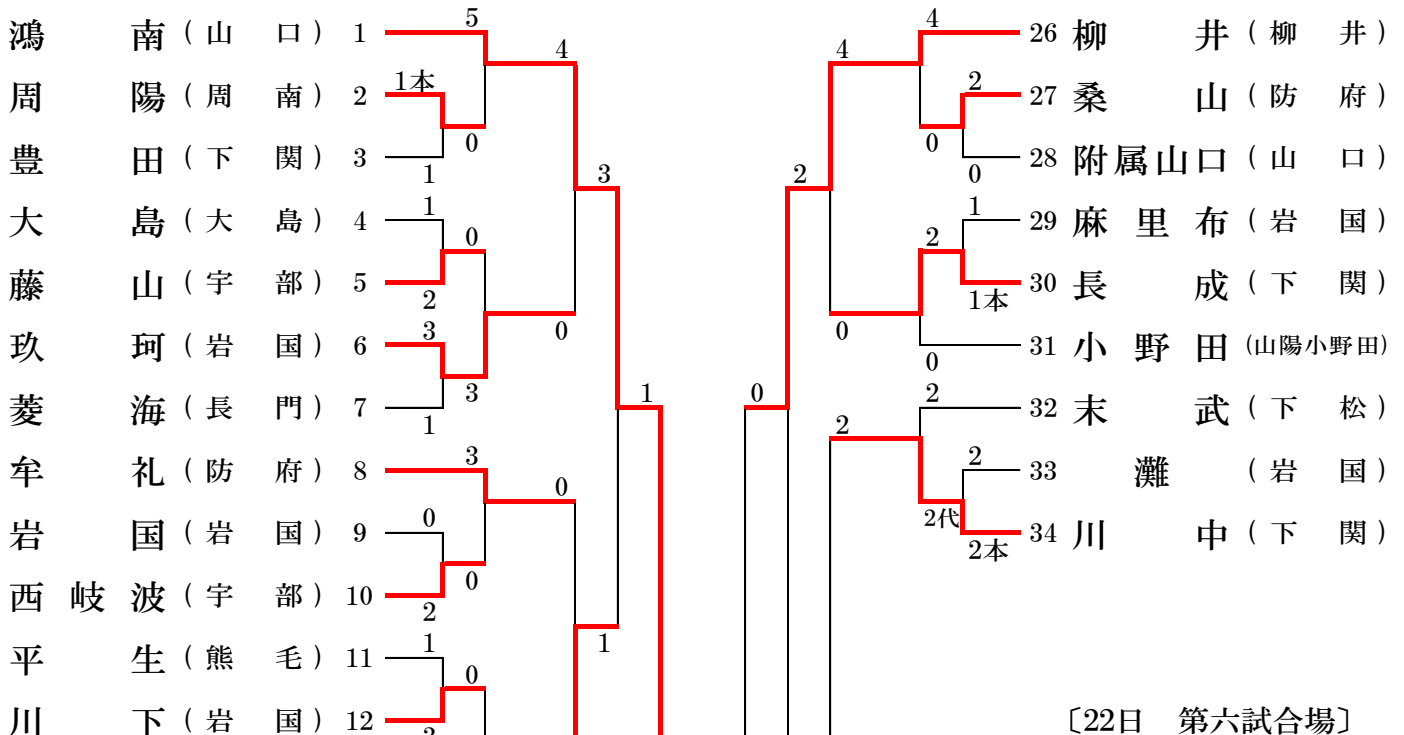 鴻南 (山口) 1
周陽 (周南) 2
豊田 (下関) 3
大島 (大島) 4
藤山 (宇部) 5
玖珂 (岩国) 6
菱海 (長門) 7
牟礼 (防府) 8
岩国 (岩国) 9
西岐波 (宇部) 10
平生 (熊毛) 11
川下 (岩国) 12
5
1本
1
0
4
1
2
0
3
1
3
0
3
3
0
2
0
0
1
0
1
1
26 柳井 (柳井)
27 桑山 (防府)
28 附属山口 (山口)
29 麻里布 (岩国)
30 長成 (下関)
31 小野田 (山陽小野田)
32 末武 (下松)
33 灘 (岩国)
34 川中 (下関)
4
2
0
0
4
1
1本
2
0
0
2
0
2
2
2本
2代
2
〔22日 第六試合場〕